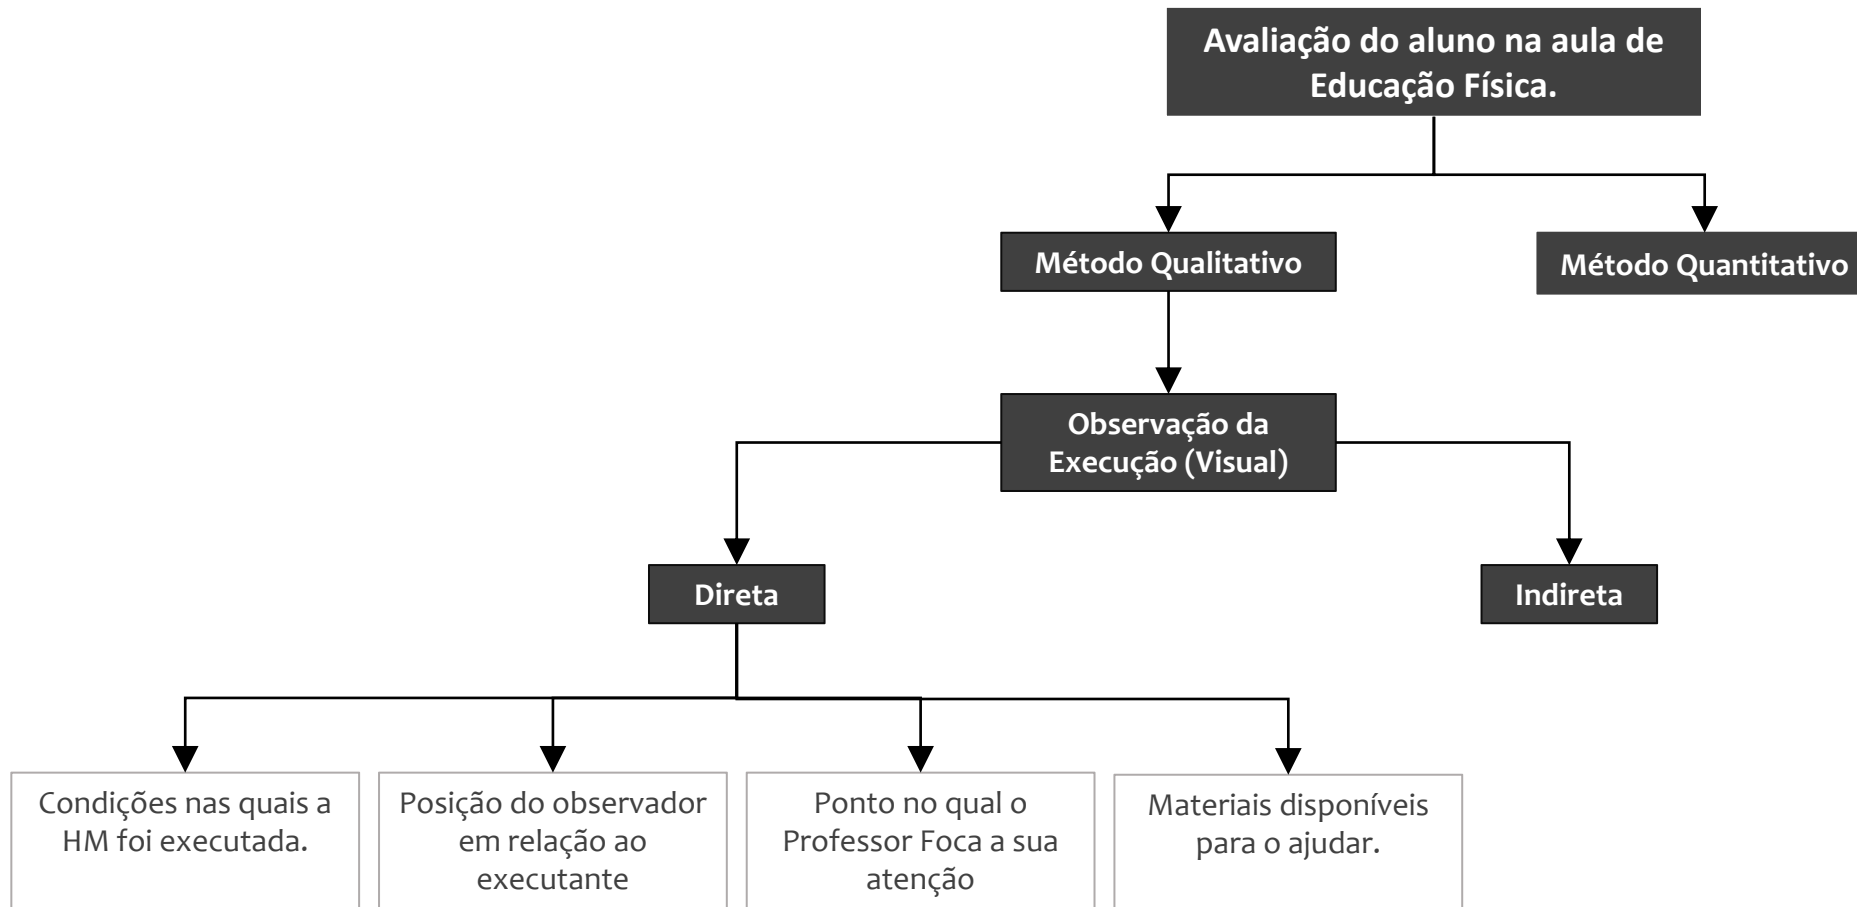 Avaliação do aluno na aula de
Educação Física.
Método Qualitativo
Método Quantitativo
Observação da
Execução (Visual)
Direta
Indireta
Condições nas quais a
HM foi executada.
Posição do observador
em relação ao
executante
Ponto no qual o
Professor Foca a sua
atenção
Materiais disponíveis
para o ajudar.